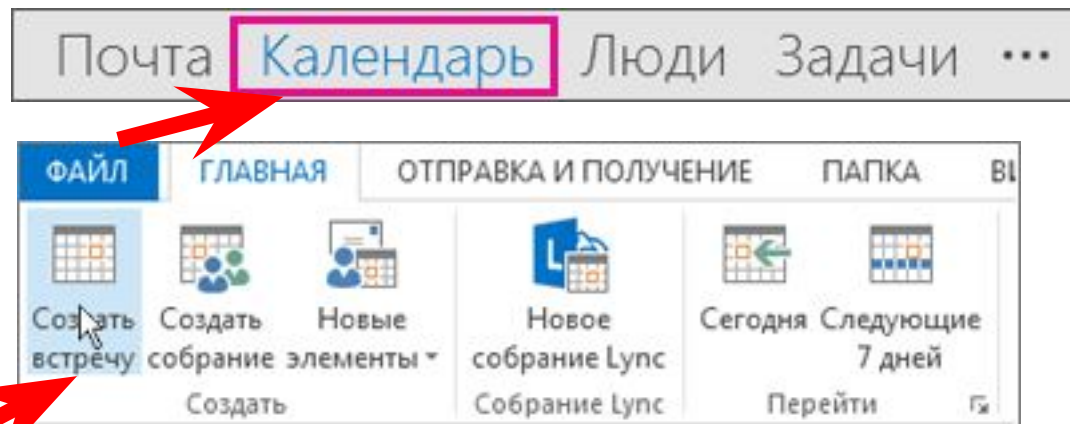 Почта Календарь Люди Задачи ...
ФАЙЛ ГЛАВНАЯ ОТПРАВКА И ПОЛУЧЕНИЕ ПАПКА
Создать Создать Новые Новое Сегодня Следующие
встречу собрание элементы собрание Lync 7 дней
Создать Собрание Lync Перейти